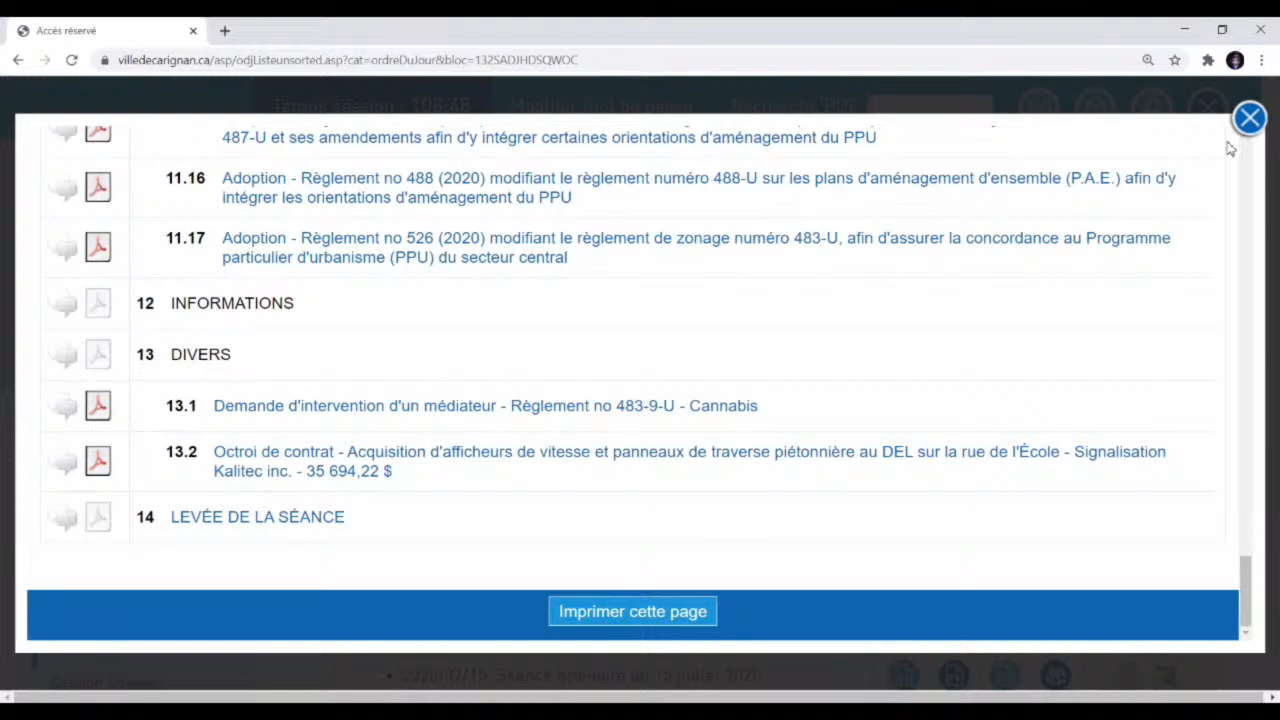 Accès réservé
villedecarignan.ca/asp/odjListeunsorted.asp?cat=ordreDuJour&bloc=132SADJHDSQWOC
487-U et ses amendements afin d'y intégrer certaines orientations d'aménagement du PPU
11.16 Adoption - Règlement no 488 (2020) modifiant le règlement numéro 488-U sur les plans d'aménagement d'ensemble (P.A.E.) afin d'y
intégrer les orientations d'aménagement du PPU
11.17 Adoption - Règlement no 526 (2020) modifiant le règlement de zonage numéro 483-U, afin d'assurer la concordance au Programme
particulier d'urbanisme (PPU) du secteur central
12 INFORMATIONS
13 DIVERS
13.1 Demande d'intervention d'un médiateur - Règlement no 483-9-U - Cannabis
13.2 Octroi de contrat - Acquisition d'afficheurs de vitesse et panneaux de traverse piétonnière au DEL sur la rue de l'École - Signalisation
Kalitec inc. - 35 694,22 $
14 LEVÉE DE LA SÉANCE
Imprimer cette page